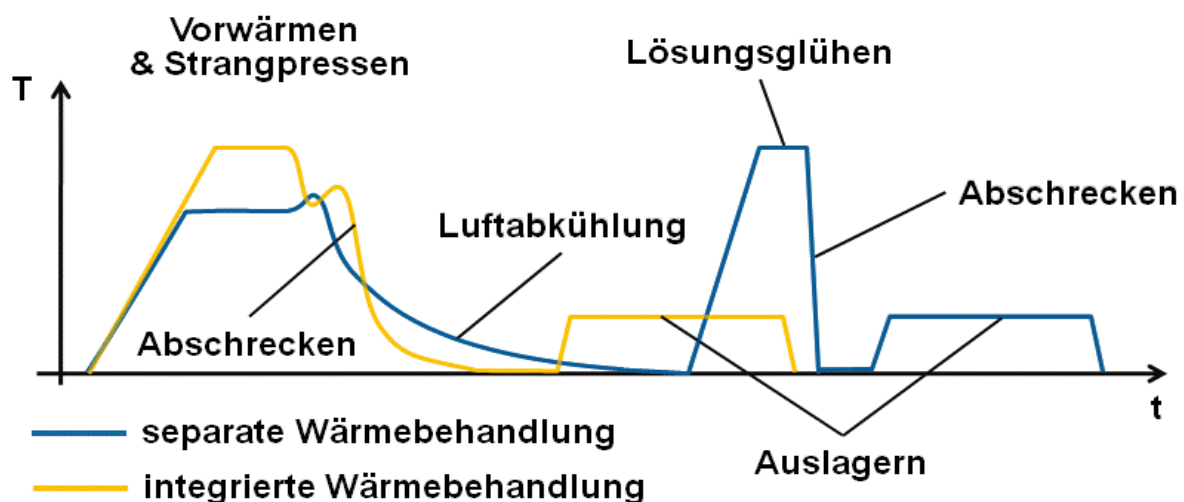 Vorwärmen
& Strangpressen
Lösungsglühen
T
Abschrecken
Luftabkühlung
Abschrecken
t
separate Wärmebehandlung
Auslagern
integrierte Wärmebehandlung